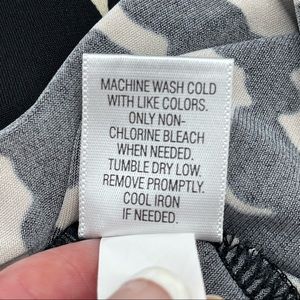 MACHINE WASH COLD
WITH LIKE COLORS.
ONLY NON-
CHLORINE BLEACH
WHEN NEEDED.
TUMBLE DRY LOW.
REMOVE PROMPTLY.
COOL IRON
IF NEEDED.